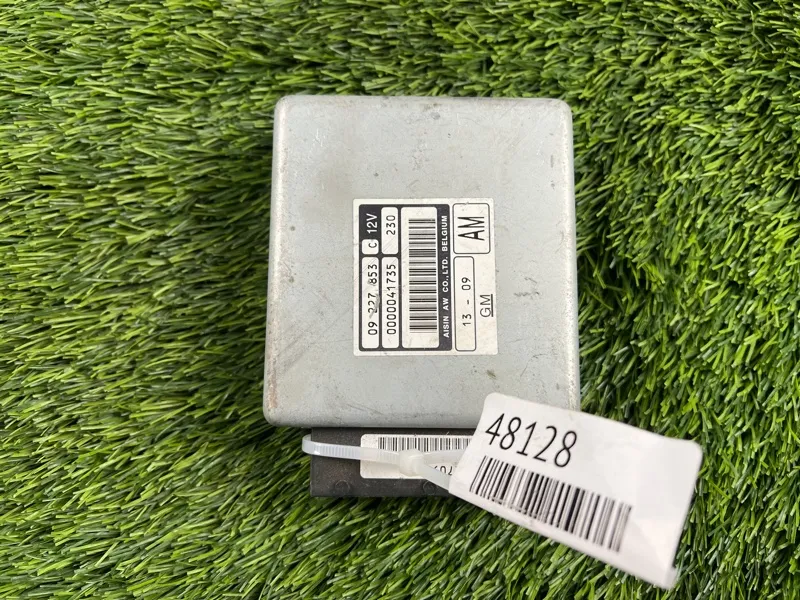 09 227 853 C 12V
0000041735 230
AISIN AW CO.,LTD. BELGIUM
13 - 09 AM
GM
48128